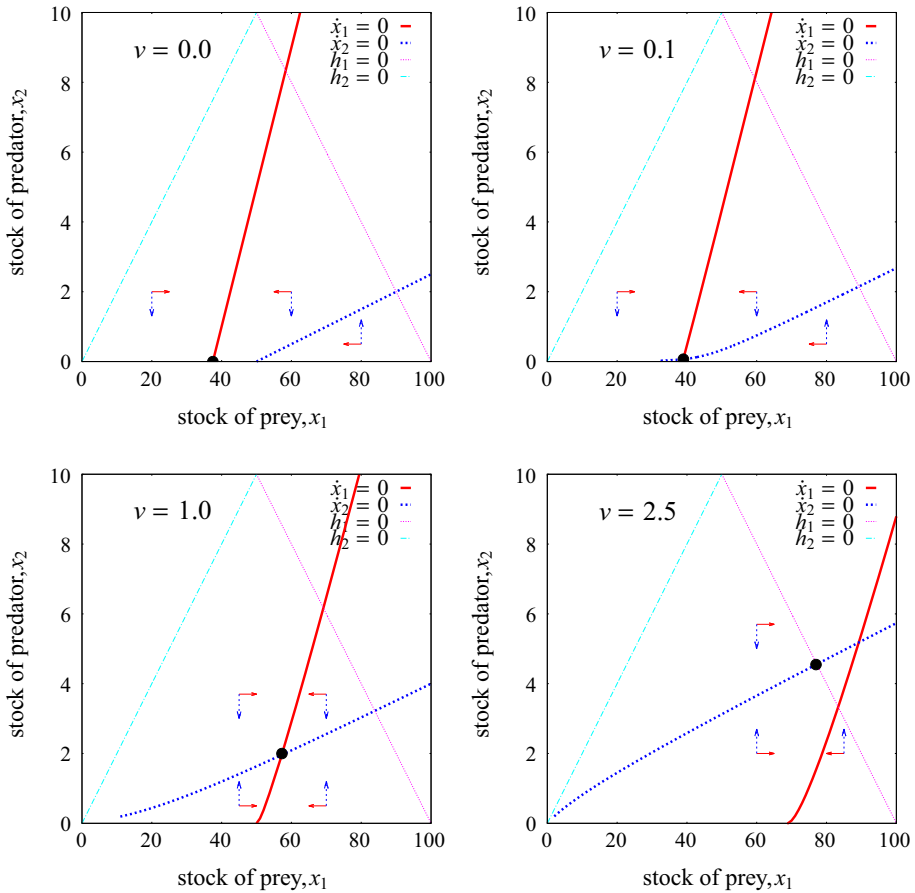 v = 0.0
ẋ₁ = 0
ẋ₂ = 0
h₁ = 0
h₂ = 0
10
8
6
4
2
0
stock of predator, x₂
0 20 40 60 80 100
stock of prey, x₁
v = 0.1
ẋ₁ = 0
ẋ₂ = 0
h₁ = 0
h₂ = 0
10
8
6
4
2
0
stock of predator, x₂
0 20 40 60 80 100
stock of prey, x₁
v = 1.0
ẋ₁ = 0
ẋ₂ = 0
h₁ = 0
h₂ = 0
10
8
6
4
2
0
stock of predator, x₂
0 20 40 60 80 100
stock of prey, x₁
v = 2.5
ẋ₁ = 0
ẋ₂ = 0
h₁ = 0
h₂ = 0
10
8
6
4
2
0
stock of predator, x₂
0 20 40 60 80 100
stock of prey, x₁